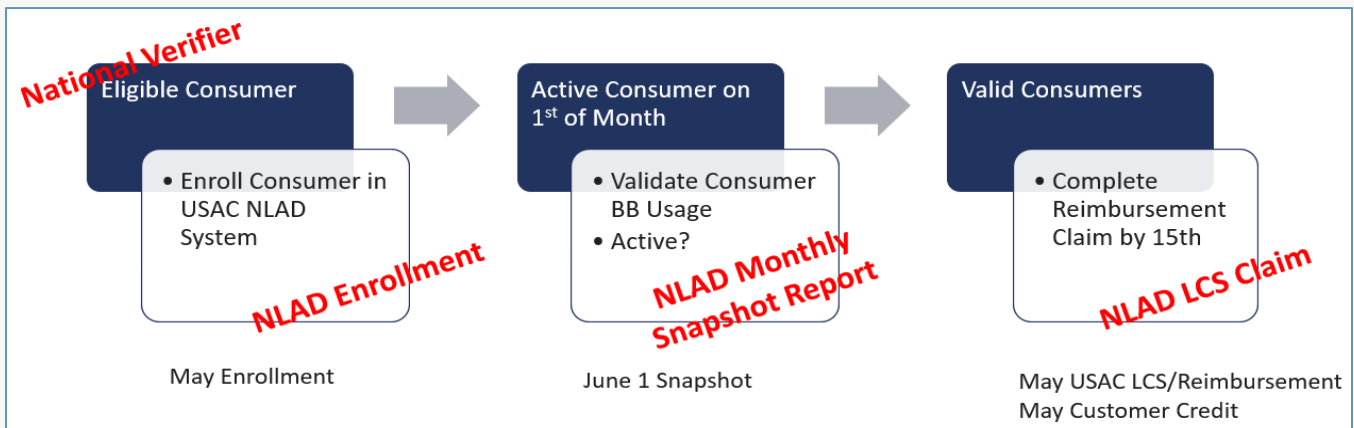 National Verifier
Eligible Consumer
• Enroll Consumer in
USAC NLAD
System
NLAD Enrollment
May Enrollment
Active Consumer on
1st of Month
• Validate Consumer
BB Usage
• Active?
NLAD Monthly
Snapshot Report
June 1 Snapshot
Valid Consumers
• Complete
Reimbursement
Claim by 15th
NLAD LCS Claim
May USAC LCS/Reimbursement
May Customer Credit